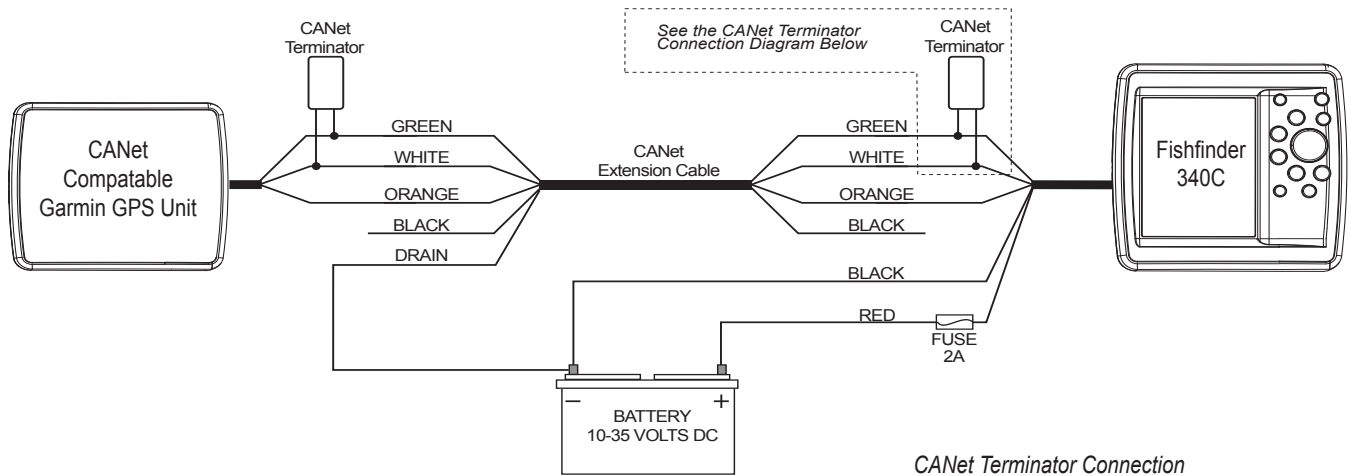 CANet
Terminator
See the CANet Terminator
Connection Diagram Below
CANet
Terminator
CANet
Compatable
Garmin GPS Unit
GREEN
WHITE
ORANGE
BLACK
DRAIN
CANet
Extension Cable
GREEN
WHITE
ORANGE
BLACK
BLACK
RED
FUSE
2A
Fishfinder
340C
− +
BATTERY
10-35 VOLTS DC
CANet Terminator Connection